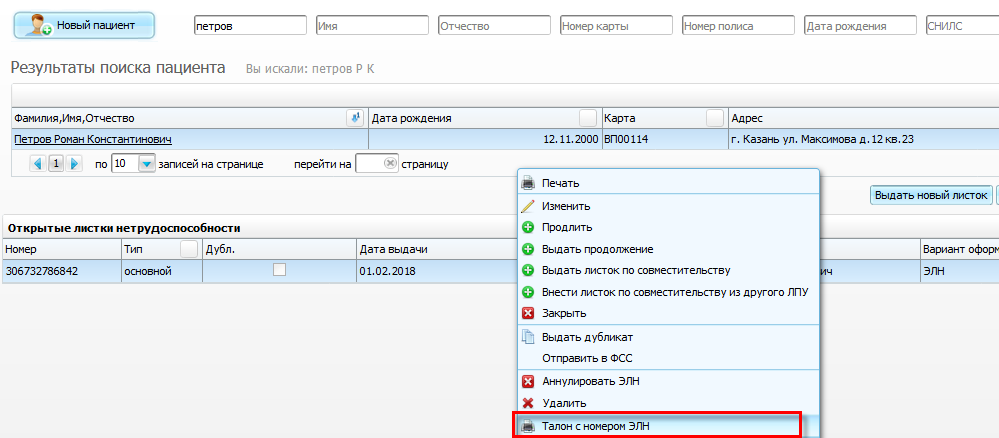 Новый пациент
петров
Имя
Отчество
Номер карты
Номер полиса
Дата рождения
СНИЛС
Результаты поиска пациента
Вы искали: петров Р К
Фамилия,Имя,Отчество
Дата рождения
Карта
Адрес
Петров Роман Константинович
12.11.2000
ВП00114
г. Казань ул. Максимова д.12 кв.23
1 по 10 записей на странице перейти на страницу
Печать
Выдать новый листок
Изменить
Продлить
Выдать продолжение
Выдать листок по совместительству
Внести листок по совместительству из другого ЛПУ
Закрыть
Выдать дубликат
Отправить в ФСС
Аннулировать ЭЛН
Удалить
Талон с номером ЭЛН
Открытые листки нетрудоспособности
Номер
Тип
Дубл.
Дата выдачи
Вариант оформ
306732786842
основной
01.02.2018
ич
ЭЛН